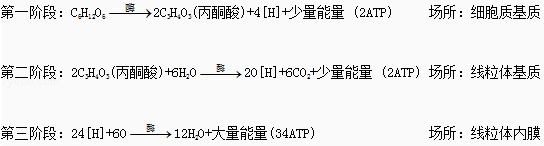 第一阶段：C₆H₁₂O₆ 酶→ 2C₃H₄O₃(丙酮酸)+4[H]+少量能量 (2ATP) 场所：细胞质基质
第二阶段：2C₃H₄O₃(丙酮酸)+6H₂O 酶→ 20[H]+6CO₂+少量能量 (2ATP) 场所：线粒体基质
第三阶段：24[H]+6O 酶→ 12H₂O+大量能量(34ATP) 场所：线粒体内膜